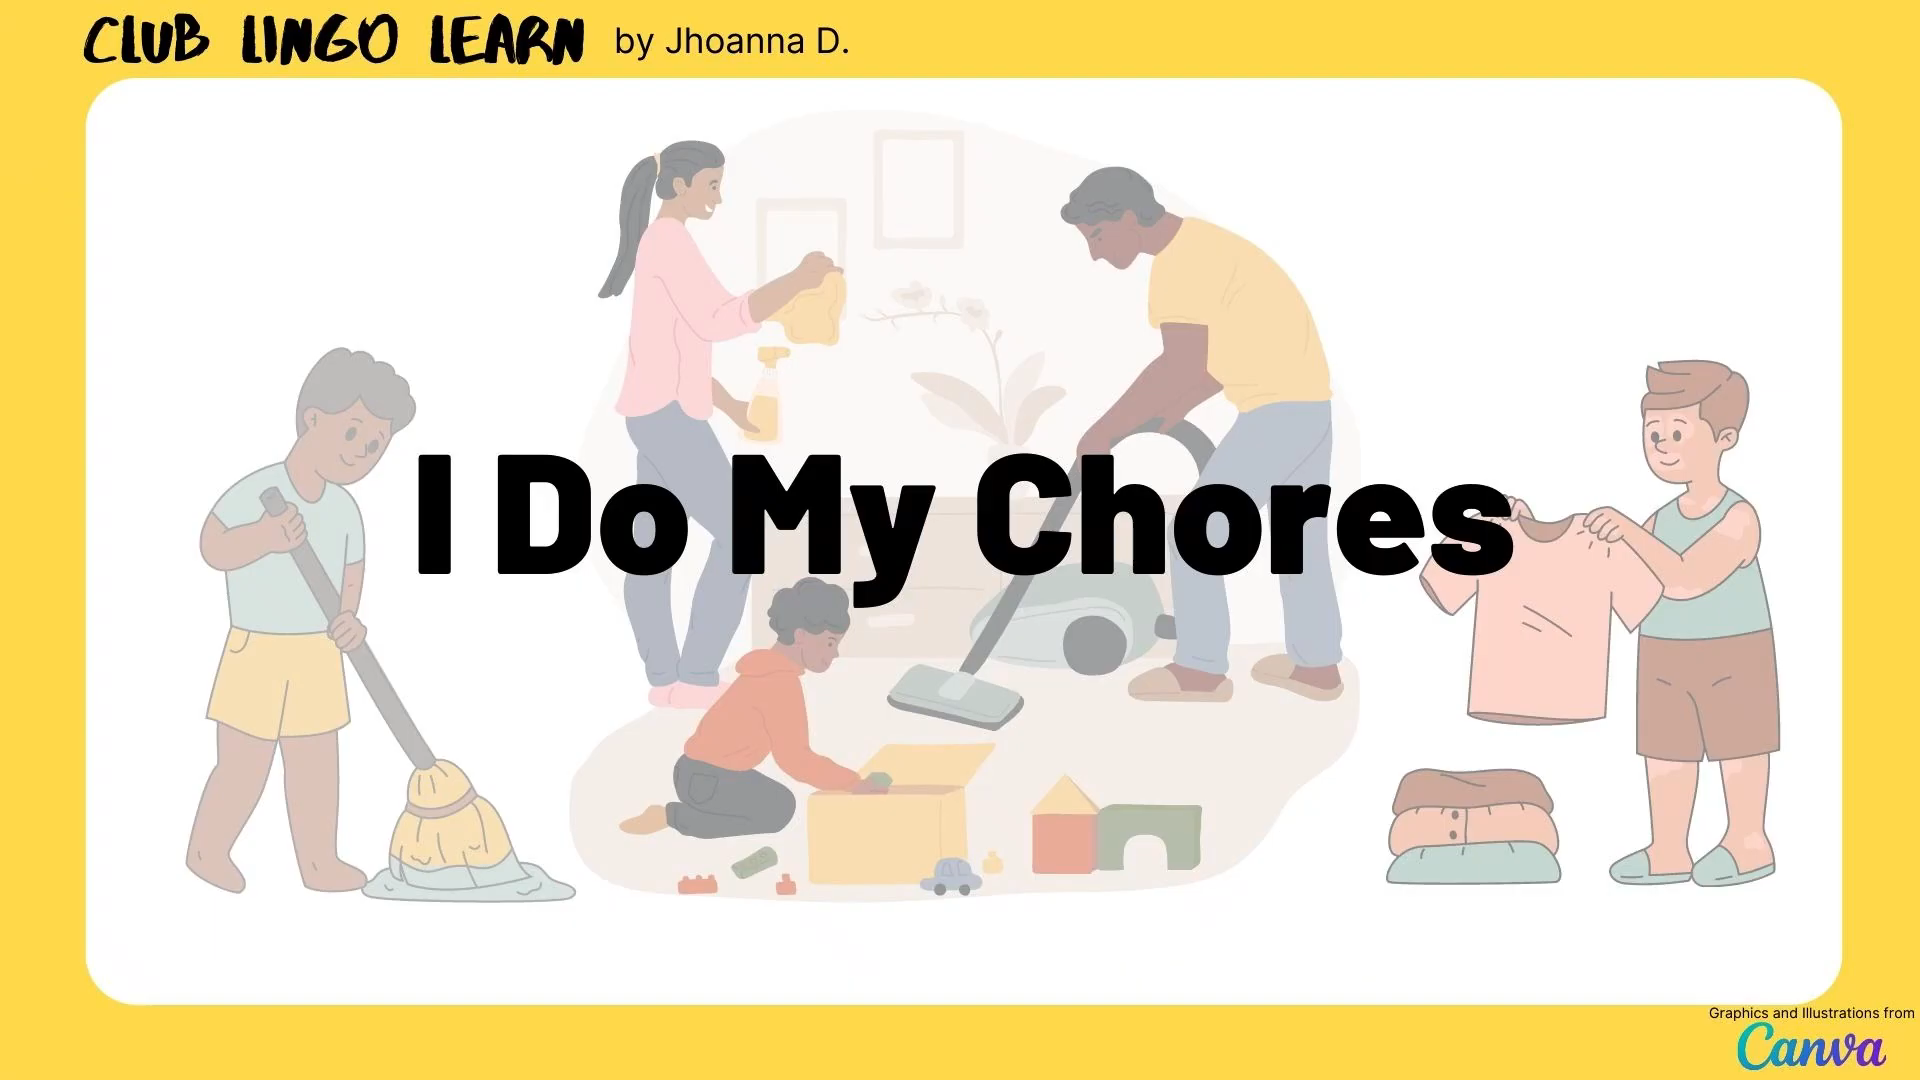 CLUB LINGO LEARN by Jhoanna D.
I Do My Chores
Graphics and Illustrations from
Canva